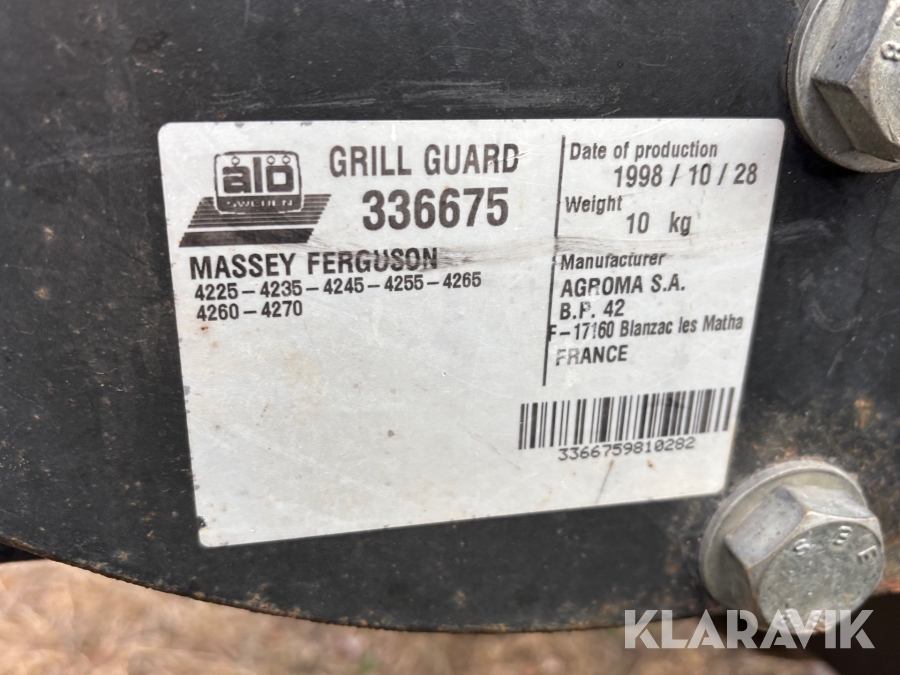 ålö
SWEDEN
GRILL GUARD
336675
MASSEY FERGUSON
4225-4235-4245-4255-4265
4260-4270
Date of production
1998 / 10 / 28
Weight
10 kg
Manufacturer
AGROMA S.A.
B.P. 42
F-17160 Blanzac les Matha
FRANCE
3366759810282
KLARAVIK